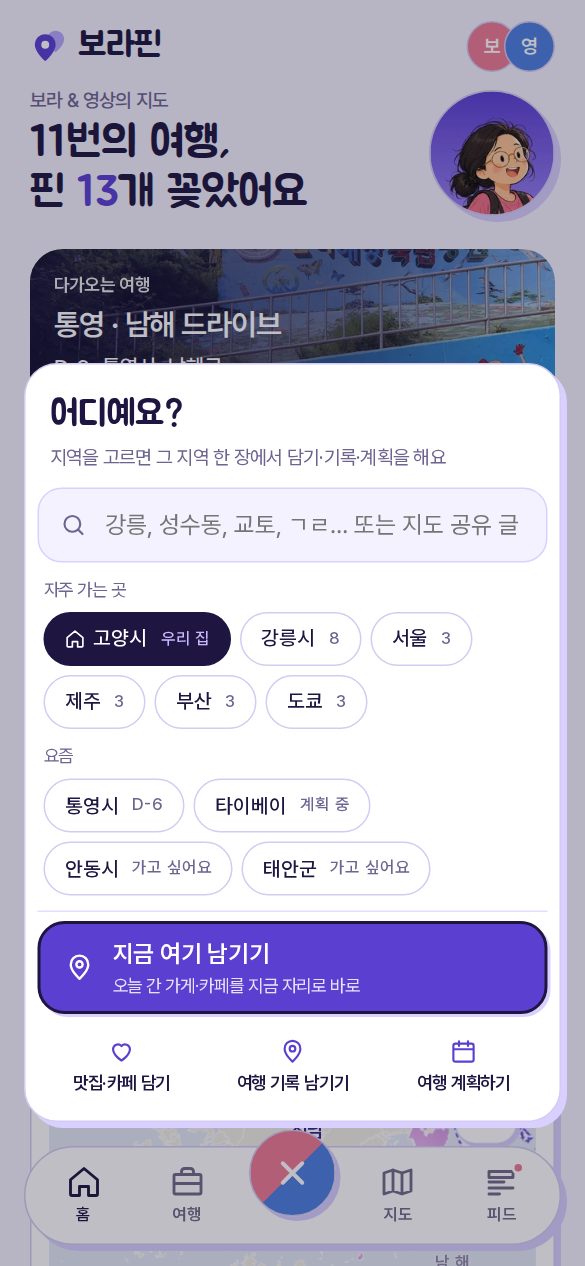 보라핀
보 영
보라 & 영상의 지도
11번의 여행,
핀 13개 꽂았어요
다가오는 여행
통영 · 남해 드라이브
어디예요?
지역을 고르면 그 지역 한 장에서 담기·기록·계획을 해요
강릉, 성수동, 교토, ㄱㄹ... 또는 지도 공유 글
자주 가는 곳
고양시 우리 집 강릉시 8 서울 3
제주 3 부산 3 도쿄 3
요즘
통영시 D-6 타이베이 계획 중
안동시 가고 싶어요 태안군 가고 싶어요
지금 여기 남기기
오늘 간 가게·카페를 지금 자리로 바로
맛집·카페 담기 여행 기록 남기기 여행 계획하기
홈 여행 지도 피드
남 해